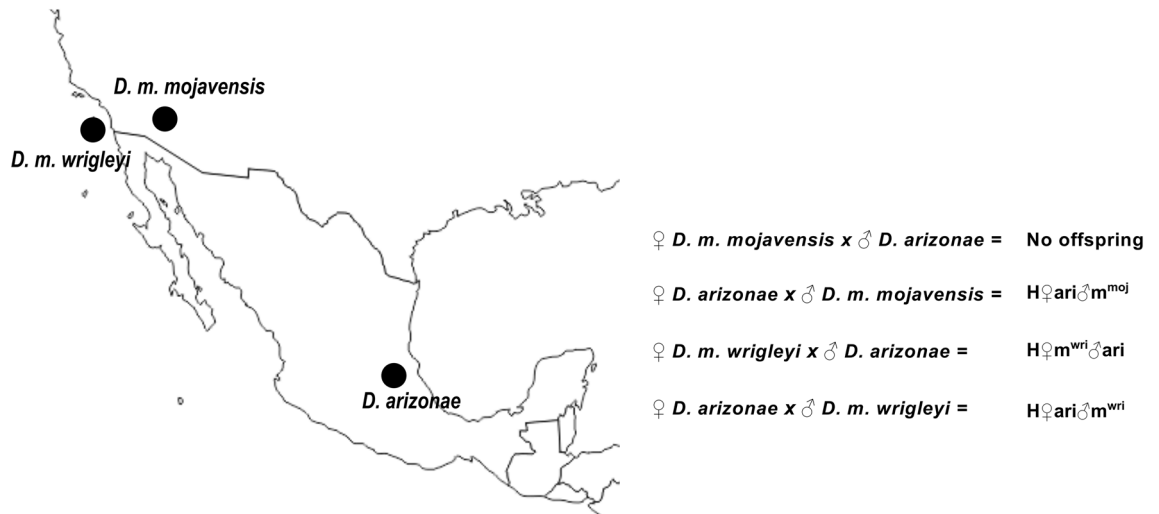 D. m. mojavensis
D. m. wrigleyi
D. arizonae
♀ D. m. mojavensis x ♂ D. arizonae = No offspring
♀ D. arizonae x ♂ D. m. mojavensis = H♀ari♂m^moj
♀ D. m. wrigleyi x ♂ D. arizonae = H♀m^wri♂ari
♀ D. arizonae x ♂ D. m. wrigleyi = H♀ari♂m^wri